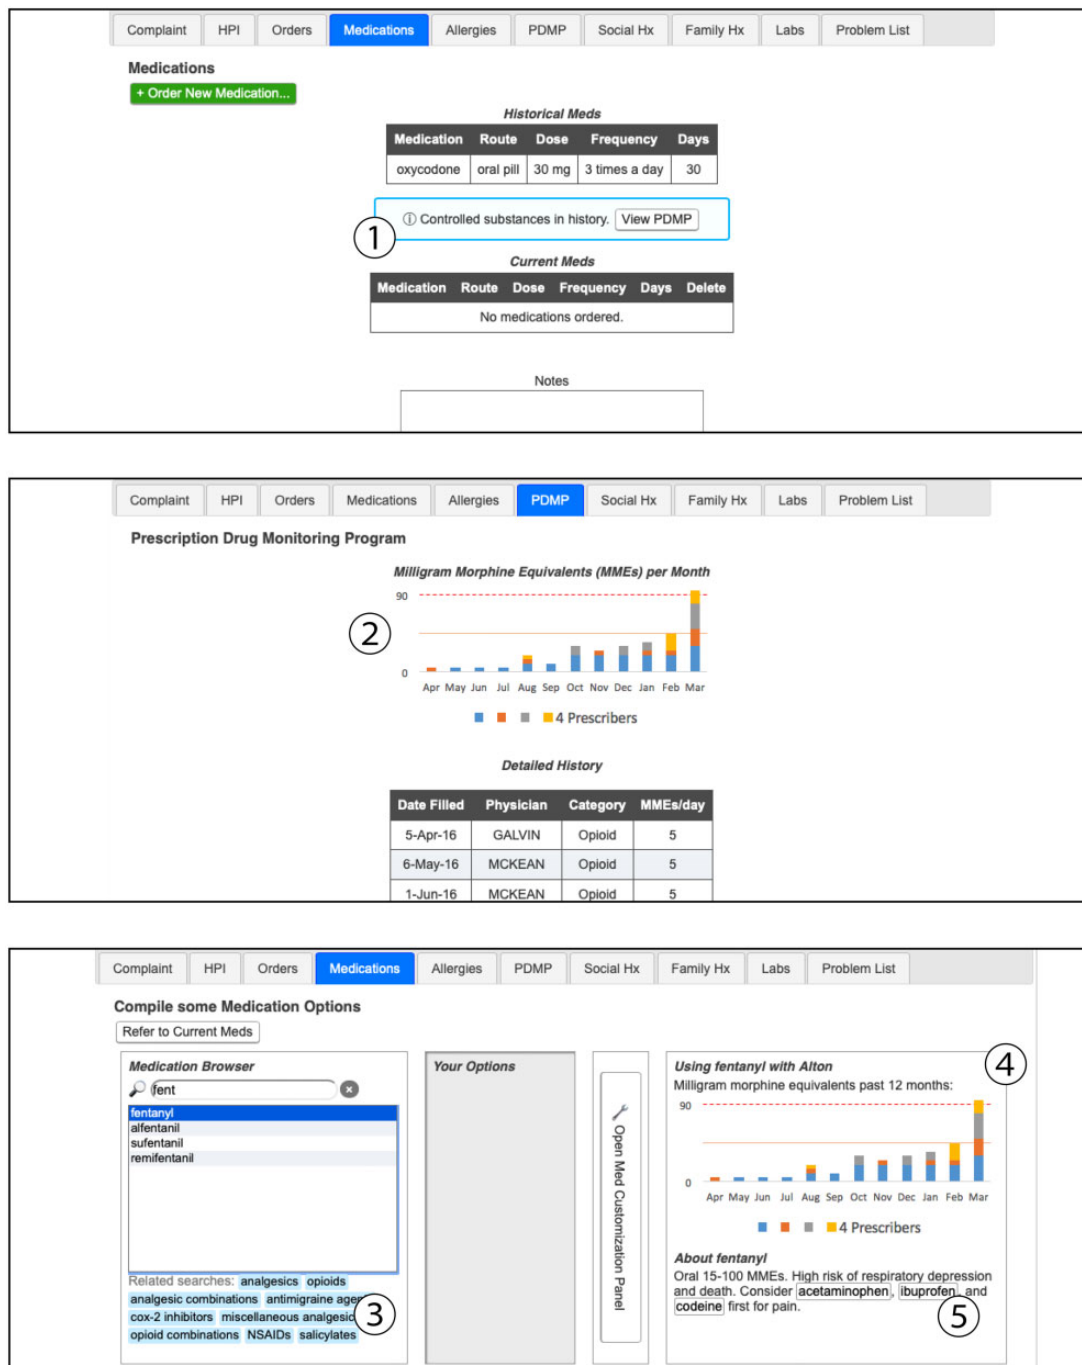 Complaint HPI Orders Medications Allergies PDMP Social Hx Family Hx Labs Problem List
Medications
+ Order New Medication...
Historical Meds
Medication Route Dose Frequency Days
oxycodone oral pill 30 mg 3 times a day 30
ⓘ Controlled substances in history. View PDMP
1
Current Meds
Medication Route Dose Frequency Days Delete
No medications ordered.
Notes
Complaint HPI Orders Medications Allergies PDMP Social Hx Family Hx Labs Problem List
Prescription Drug Monitoring Program
Milligram Morphine Equivalents (MMEs) per Month
90
2
0
Apr May Jun Jul Aug Sep Oct Nov Dec Jan Feb Mar
4 Prescribers
Detailed History
Date Filled Physician Category MMEs/day
5-Apr-16 GALVIN Opioid 5
6-May-16 MCKEAN Opioid 5
1-Jun-16 MCKEAN Opioid 5
Complaint HPI Orders Medications Allergies PDMP Social Hx Family Hx Labs Problem List
Compile some Medication Options
Refer to Current Meds
Medication Browser
fent
fentanyl
alfentanil
sufentanil
remifentanil
Related searches: analgesics opioids
analgesic combinations antimigraine
cox-2 inhibitors miscellaneous
opioid combinations NSAIDs salicylates
3
Your Options
Open Med Customization Panel
Using fentanyl with Alton
4
Milligram morphine equivalents past 12 months:
90
0
Apr May Jun Jul Aug Sep Oct Nov Dec Jan Feb Mar
4 Prescribers
About fentanyl
Oral 15-100 MMEs. High risk of respiratory depression
and death. Consider acetaminophen, ibuprofen, and
codeine first for pain.
5